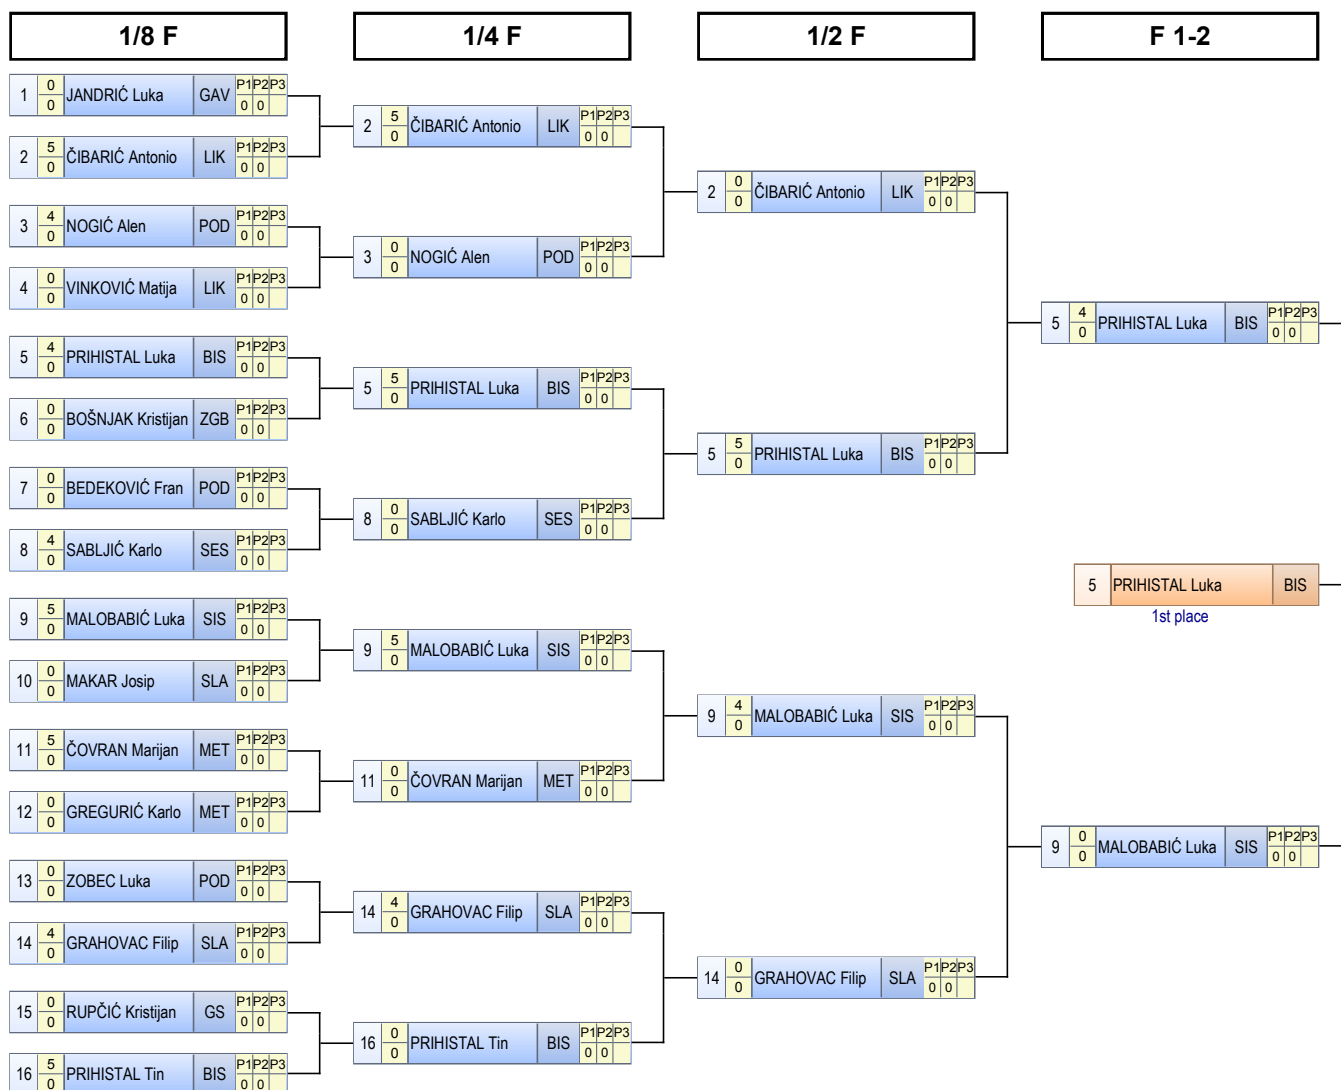 1/8 F
1/4 F
1/2 F
F 1-2
1 0 0 JANDRIĆ Luka GAV P1 P2 P3 0 0
2 5 0 ČIBARIĆ Antonio LIK P1 P2 P3 0 0
3 4 0 NOGIĆ Alen POD P1 P2 P3 0 0
4 0 0 VINKOVIĆ Matija LIK P1 P2 P3 0 0
5 4 0 PRIHISTAL Luka BIS P1 P2 P3 0 0
6 0 0 BOŠNJAK Kristijan ZGB P1 P2 P3 0 0
7 0 0 BEDEKOVIĆ Fran POD P1 P2 P3 0 0
8 4 0 SABLJIĆ Karlo SES P1 P2 P3 0 0
9 5 0 MALOBABIĆ Luka SIS P1 P2 P3 0 0
10 0 0 MAKAR Josip SLA P1 P2 P3 0 0
11 5 0 ČOVRAN Marijan MET P1 P2 P3 0 0
12 0 0 GREGURIĆ Karlo MET P1 P2 P3 0 0
13 0 0 ZOBEC Luka POD P1 P2 P3 0 0
14 4 0 GRAHOVAC Filip SLA P1 P2 P3 0 0
15 0 0 RUPČIĆ Kristijan GS P1 P2 P3 0 0
16 5 0 PRIHISTAL Tin BIS P1 P2 P3 0 0
2 5 0 ČIBARIĆ Antonio LIK P1 P2 P3 0 0
3 0 0 NOGIĆ Alen POD P1 P2 P3 0 0
5 5 0 PRIHISTAL Luka BIS P1 P2 P3 0 0
8 0 0 SABLJIĆ Karlo SES P1 P2 P3 0 0
9 5 0 MALOBABIĆ Luka SIS P1 P2 P3 0 0
11 0 0 ČOVRAN Marijan MET P1 P2 P3 0 0
14 4 0 GRAHOVAC Filip SLA P1 P2 P3 0 0
16 0 0 PRIHISTAL Tin BIS P1 P2 P3 0 0
2 0 0 ČIBARIĆ Antonio LIK P1 P2 P3 0 0
5 5 0 PRIHISTAL Luka BIS P1 P2 P3 0 0
9 4 0 MALOBABIĆ Luka SIS P1 P2 P3 0 0
14 0 0 GRAHOVAC Filip SLA P1 P2 P3 0 0
5 4 0 PRIHISTAL Luka BIS P1 P2 P3 0 0
5 PRIHISTAL Luka BIS
1st place
9 0 0 MALOBABIĆ Luka SIS P1 P2 P3 0 0